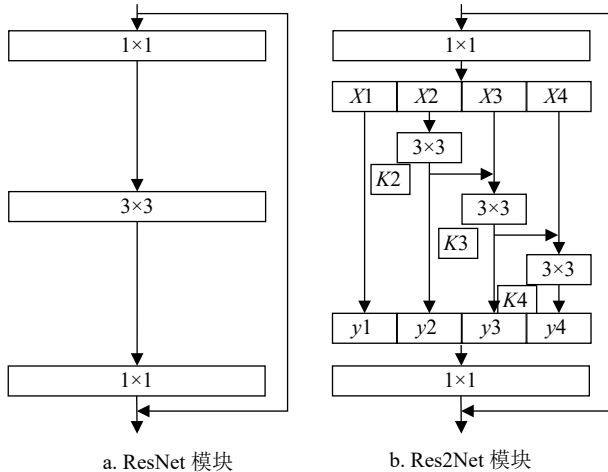 1×1
3×3
1×1
a. ResNet 模块
1×1
X1 X2 X3 X4
3×3
K2
3×3
K3
3×3
K4
y1 y2 y3 y4
1×1
b. Res2Net 模块